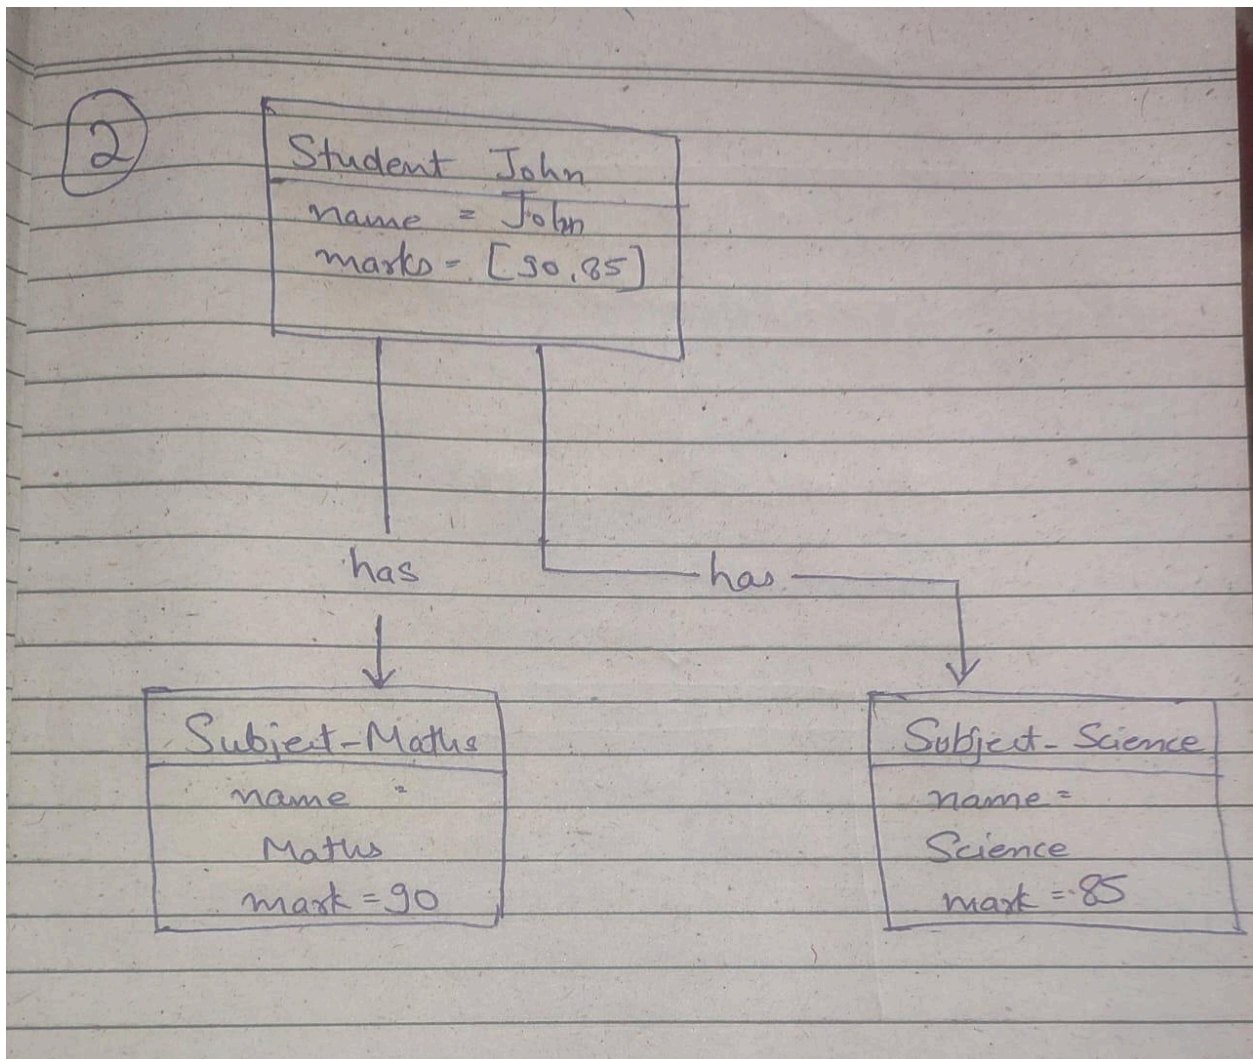 2
Student John
name = John
marks = [90, 85]
has
has
Subject-Maths
name =
Maths
mark = 90
Subject-Science
name =
Science
mark = 85